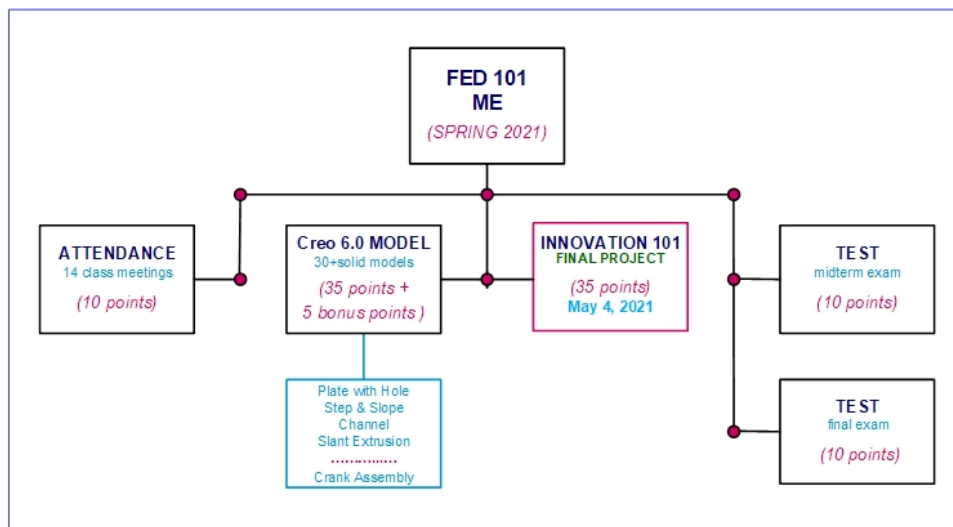 FED 101
ME
(SPRING 2021)
ATTENDANCE
14 class meetings
(10 points)
Creo 6.0 MODEL
30+solid models
(35 points +
5 bonus points )
INNOVATION 101
FINAL PROJECT
(35 points)
May 4, 2021
TEST
midterm exam
(10 points)
Plate with Hole
Step & Slope
Channel
Slant Extrusion
..............…
Crank Assembly
TEST
final exam
(10 points)